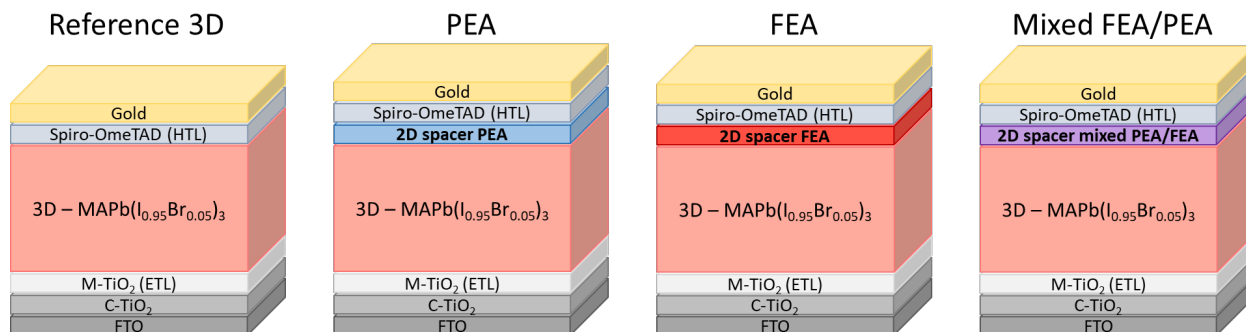 Reference 3D
Gold
Spiro-OmeTAD (HTL)
3D – MAPb(I₀.₉₅Br₀.₀₅)₃
M-TiO₂ (ETL)
C-TiO₂
FTO
PEA
Gold
Spiro-OmeTAD (HTL)
2D spacer PEA
3D – MAPb(I₀.₉₅Br₀.₀₅)₃
M-TiO₂ (ETL)
C-TiO₂
FTO
FEA
Gold
Spiro-OmeTAD (HTL)
2D spacer FEA
3D – MAPb(I₀.₉₅Br₀.₀₅)₃
M-TiO₂ (ETL)
C-TiO₂
FTO
Mixed FEA/PEA
Gold
Spiro-OmeTAD (HTL)
2D spacer mixed PEA/FEA
3D – MAPb(I₀.₉₅Br₀.₀₅)₃
M-TiO₂ (ETL)
C-TiO₂
FTO